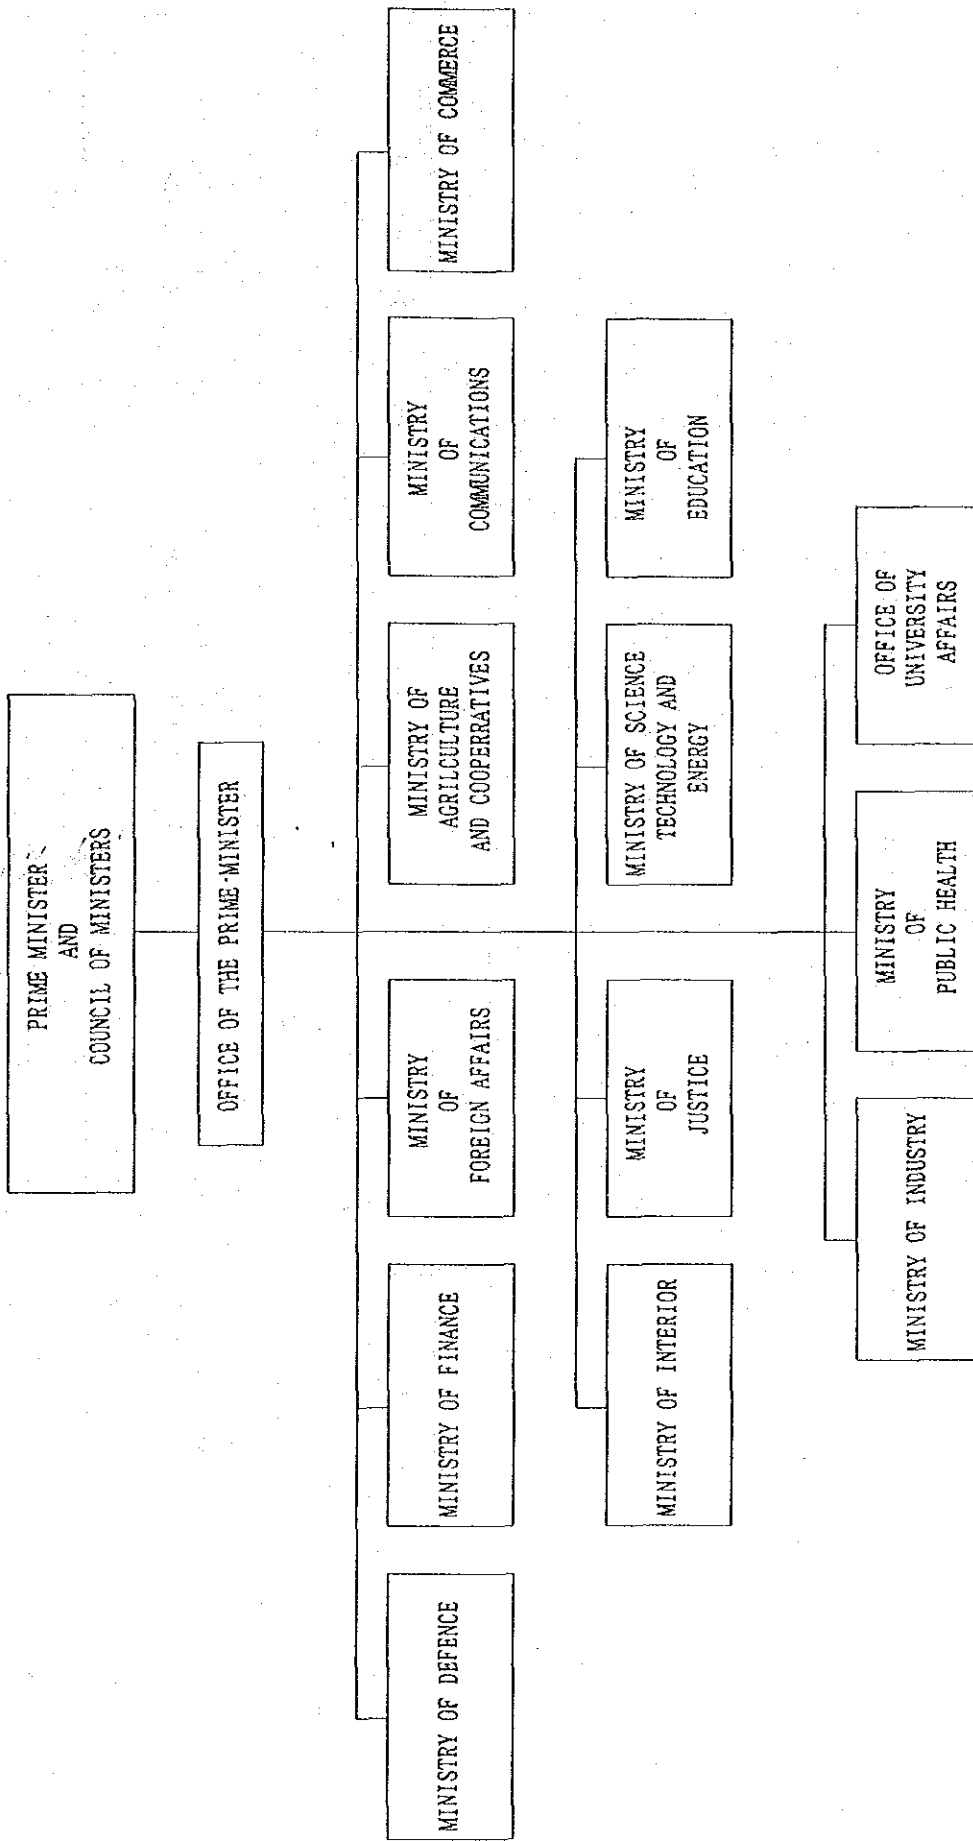 PRIME MINISTER
AND
COUNCIL OF MINISTERS
OFFICE OF THE PRIME-MINISTER
MINISTRY OF DEFENCE
MINISTRY OF FINANCE
MINISTRY
OF
FOREIGN AFFAIRS
MINISTRY OF
AGRILCULTURE
AND COOPERRATIVES
MINISTRY
OF
COMMUNICATIONS
MINISTRY OF COMMERCE
MINISTRY OF INTERIOR
MINISTRY
OF
JUSTICE
MINISTRY OF SCIENCE
TECHNOLOGY AND
ENERGY
MINISTRY
OF
EDUCATION
MINISTRY OF INDUSTRY
MINISTRY
OF
PUBLIC HEALTH
OFFICE OF
UNIVERSITY
AFFAIRS